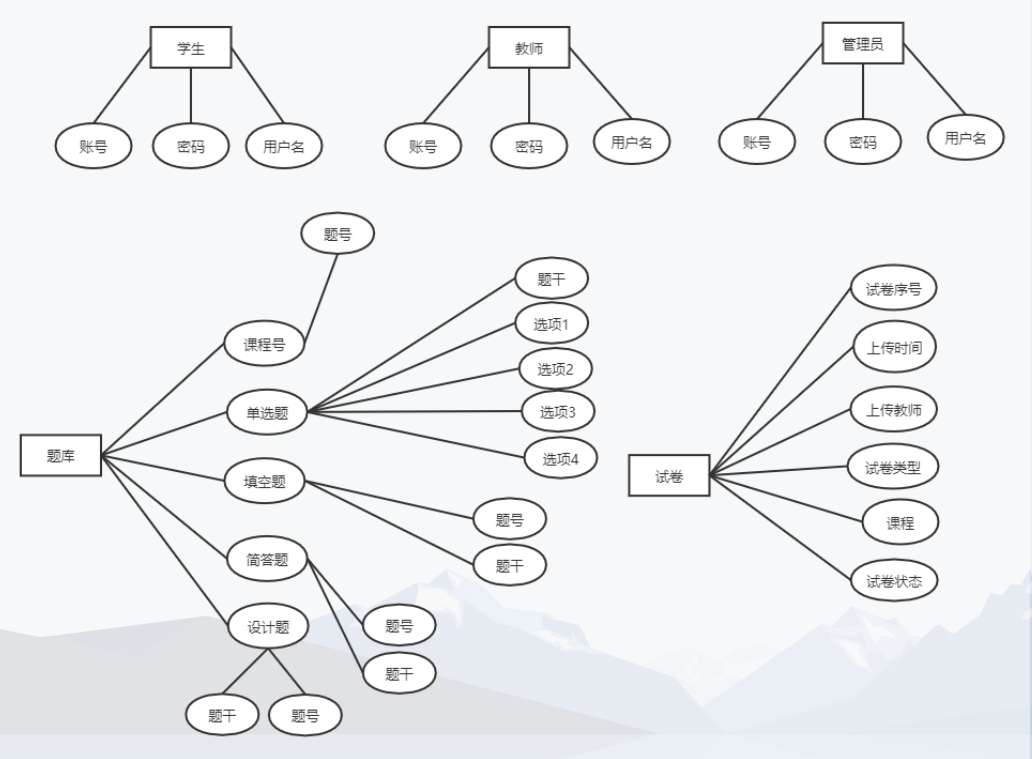 学生
教师
管理员
账号
密码
用户名
账号
密码
用户名
账号
密码
用户名
题号
课程号
单选题
题干
选项1
选项2
选项3
选项4
题库
填空题
题号
题干
简答题
题号
题干
设计题
题干
题号
试卷
试卷序号
上传时间
上传教师
试卷类型
课程
试卷状态